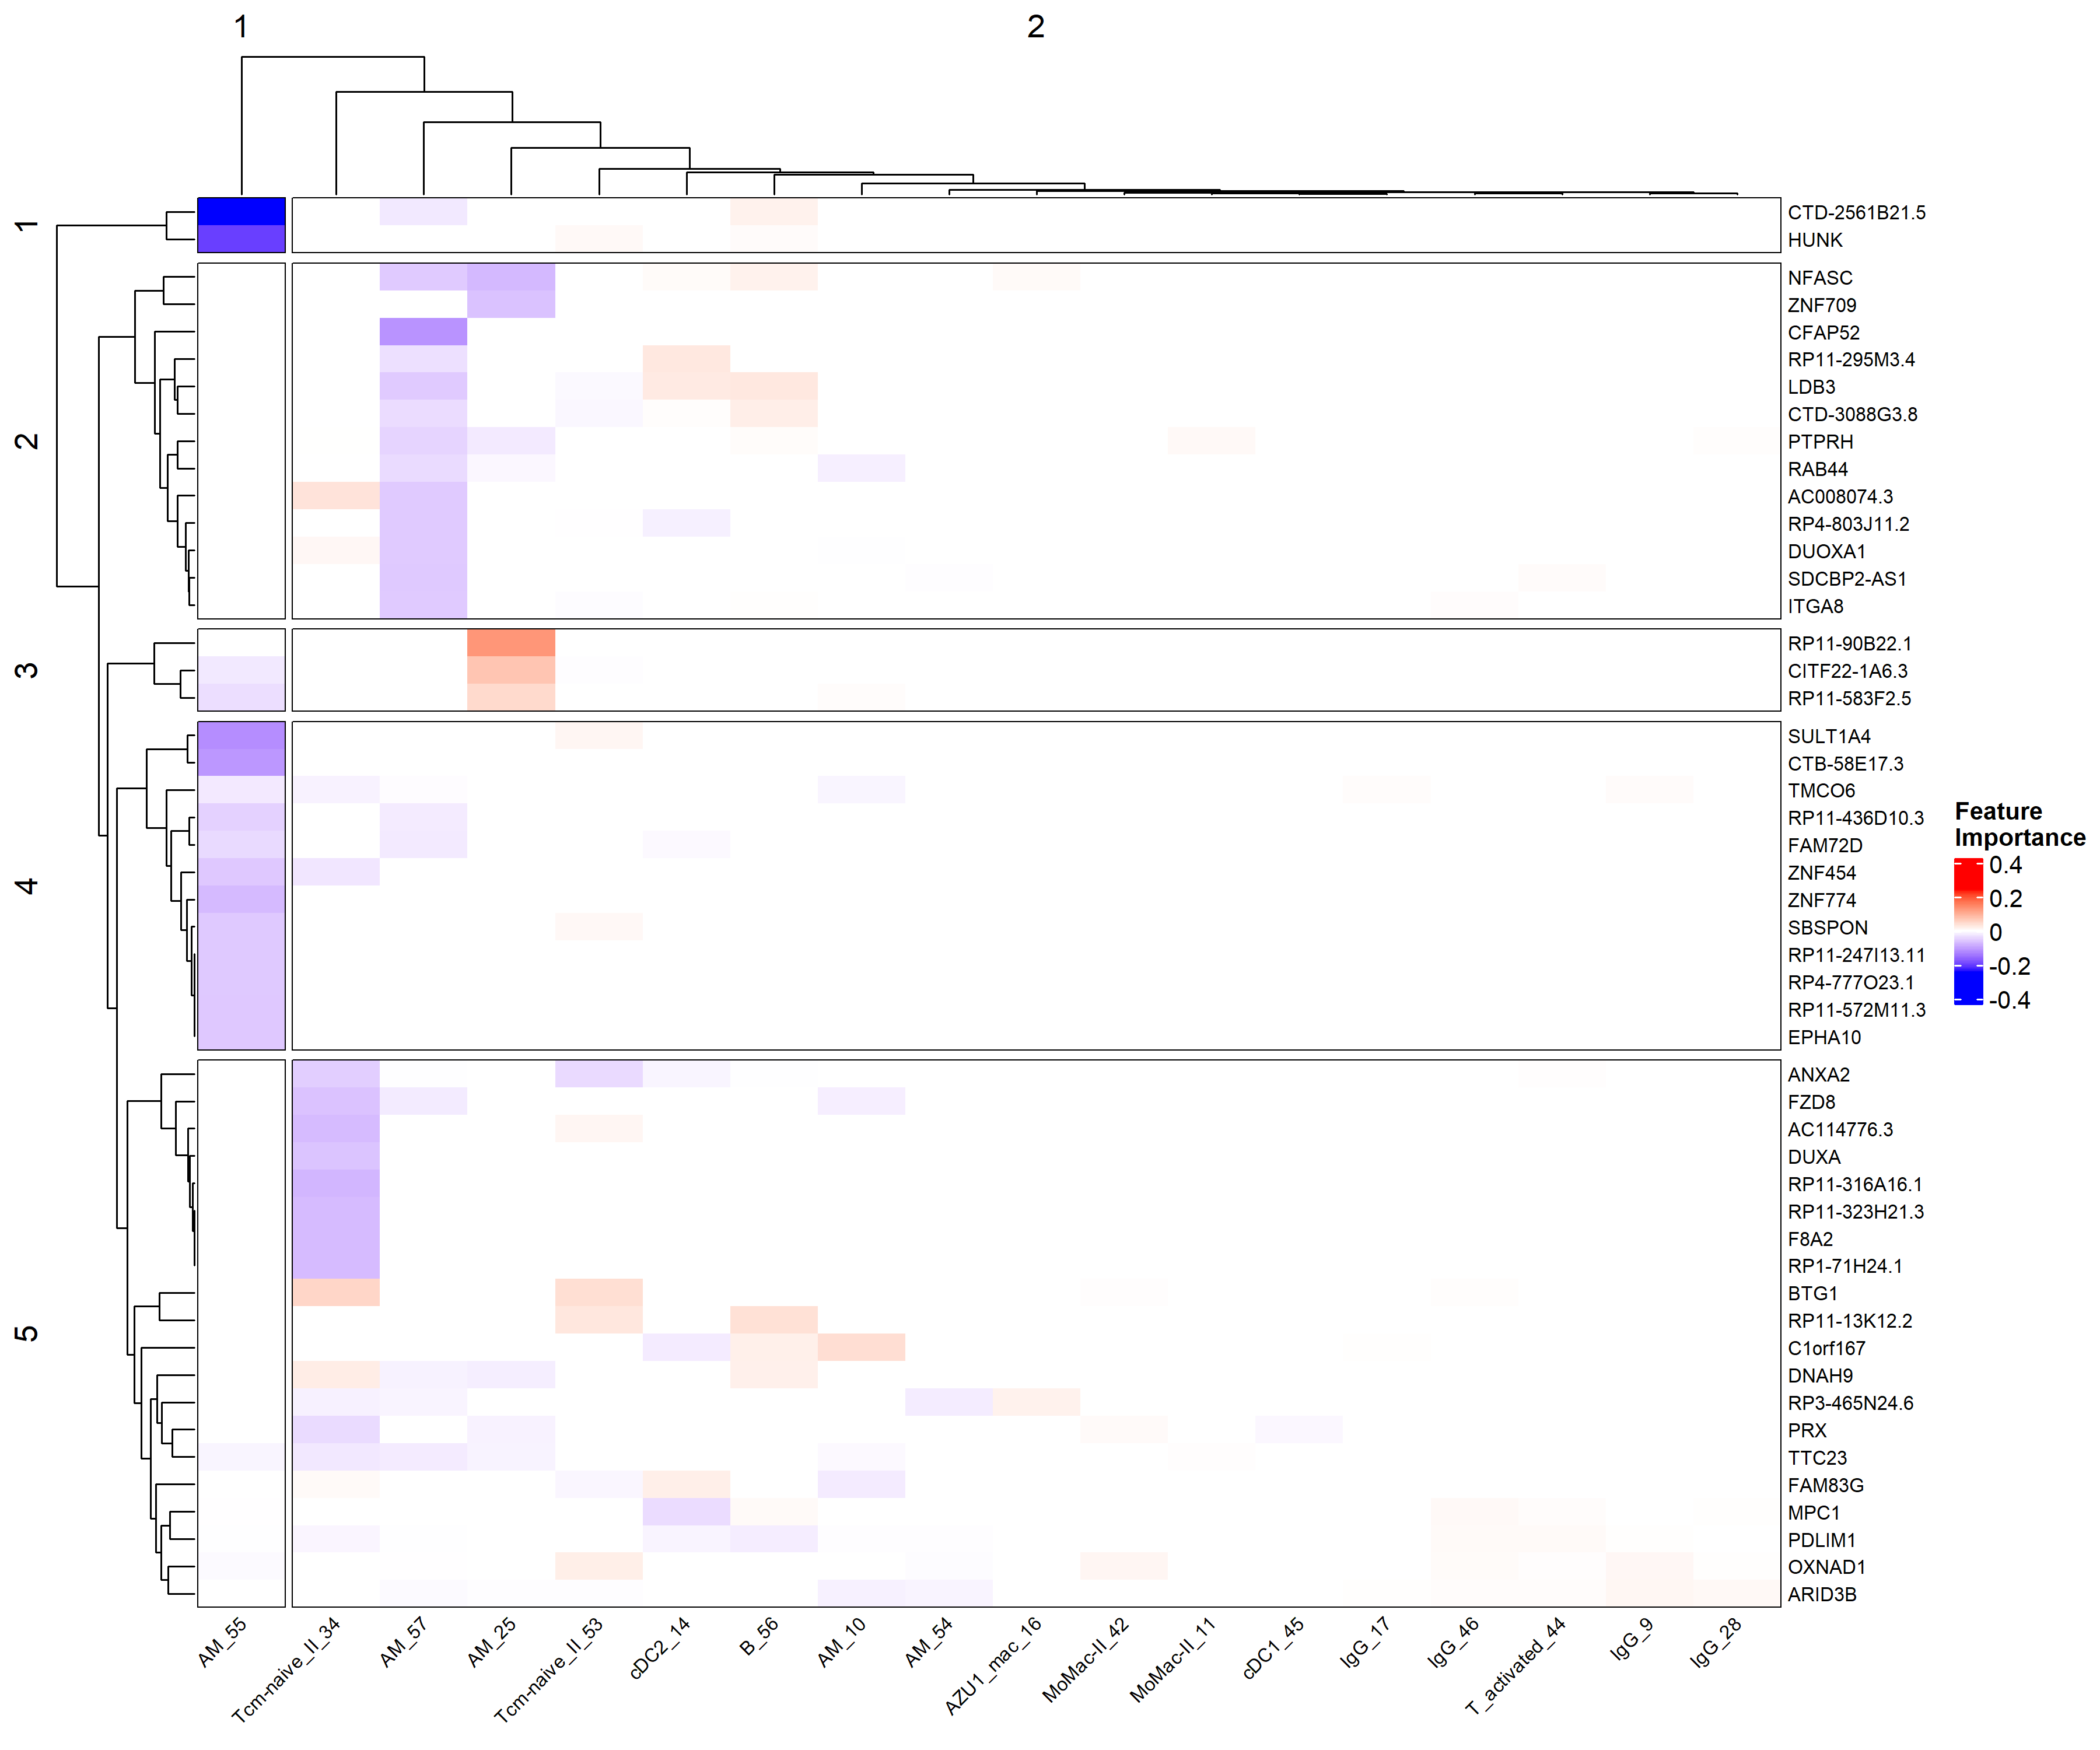 1
2
1
2
3
4
5
CTD-2561B21.5
HUNK
NFASC
ZNF709
CFAP52
RP11-295M3.4
LDB3
CTD-3088G3.8
PTPRH
RAB44
AC008074.3
RP4-803J11.2
DUOXA1
SDCBP2-AS1
ITGA8
RP11-90B22.1
CITF22-1A6.3
RP11-583F2.5
SULT1A4
CTB-58E17.3
TMCO6
RP11-436D10.3
FAM72D
ZNF454
ZNF774
SBSPON
RP11-247I13.11
RP4-777O23.1
RP11-572M11.3
EPHA10
ANXA2
FZD8
AC114776.3
DUXA
RP11-316A16.1
RP11-323H21.3
F8A2
RP1-71H24.1
BTG1
RP11-13K12.2
C1orf167
DNAH9
RP3-465N24.6
PRX
TTC23
FAM83G
MPC1
PDLIM1
OXNAD1
ARID3B
Feature
Importance
0.4
0.2
0
-0.2
-0.4
AM_55
Tcm-naive_II_34
AM_57
AM_25
Tcm-naive_II_53
cDC2_14
B_56
AM_10
AM_54
AZU1_mac_16
MoMac-II_42
MoMac-II_11
cDC1_45
IgG_17
IgG_46
T_activated_44
IgG_9
IgG_28